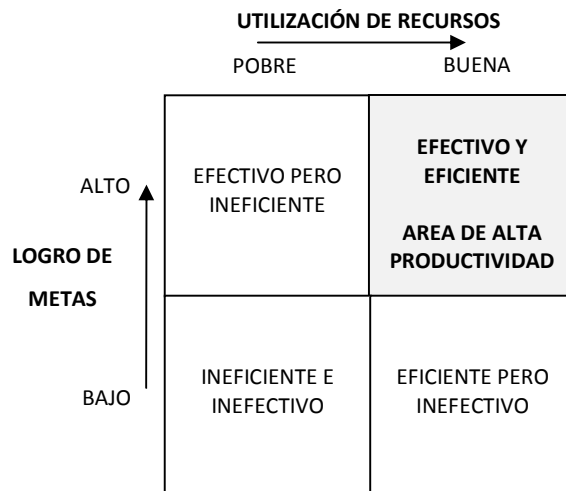 UTILIZACIÓN DE RECURSOS
POBRE
BUENA
ALTO
LOGRO DE
METAS
BAJO
EFECTIVO PERO
INEFICIENTE
EFECTIVO Y
EFICIENTE
AREA DE ALTA
PRODUCTIVIDAD
INEFICIENTE E
INEFECTIVO
EFICIENTE PERO
INEFECTIVO